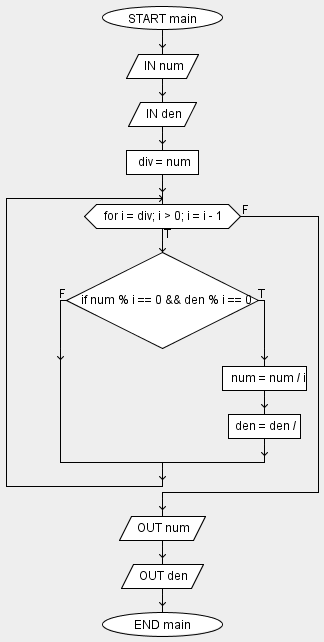 START main
IN num
IN den
div = num
for i = div; i > 0; i = i - 1
F
T
if num % i == 0 && den % i == 0
F
T
num = num / i
den = den /
OUT num
OUT den
END main